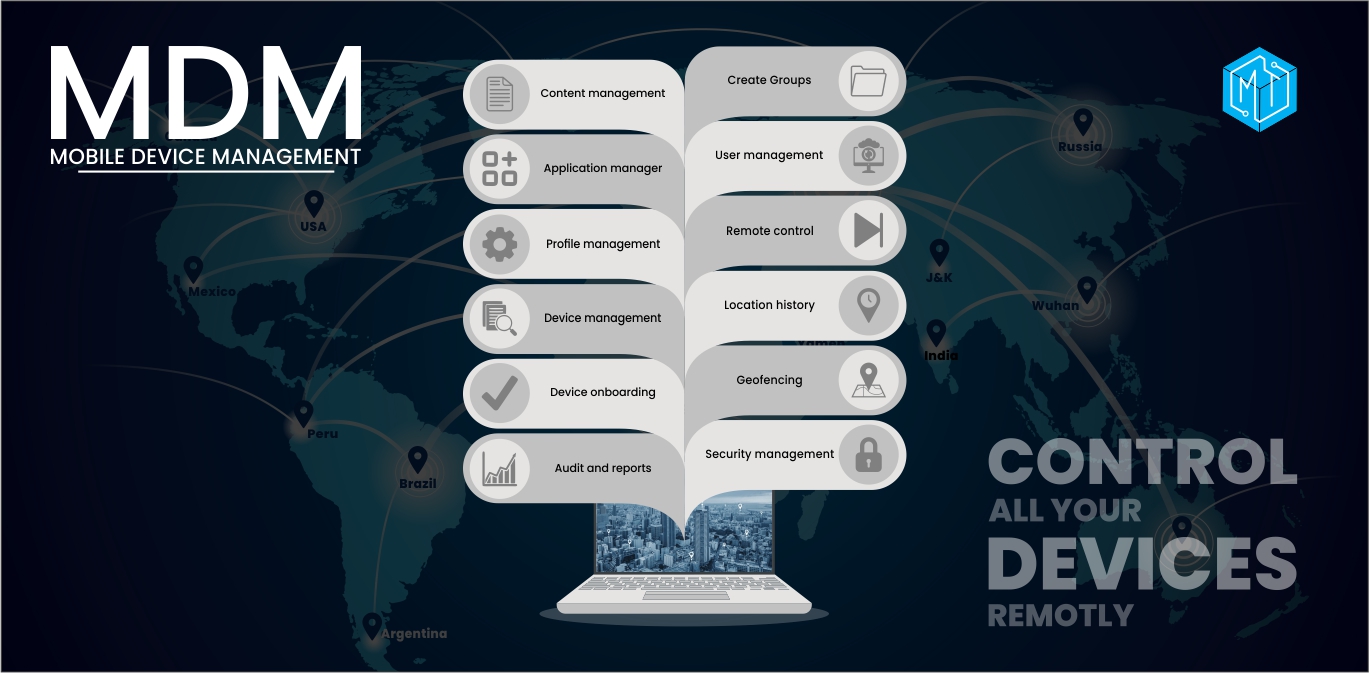 MDM
MOBILE DEVICE MANAGEMENT
Content management
Application manager
Profile management
Device management
Device onboarding
Audit and reports
Create Groups
User management
Remote control
Location history
Geofencing
Security management
MT
USA
Mexico
Peru
Brazil
Argentina
Russia
J&K
Wuhan
India
Yamen
CONTROL
ALL YOUR
DEVICES
REMOTLY